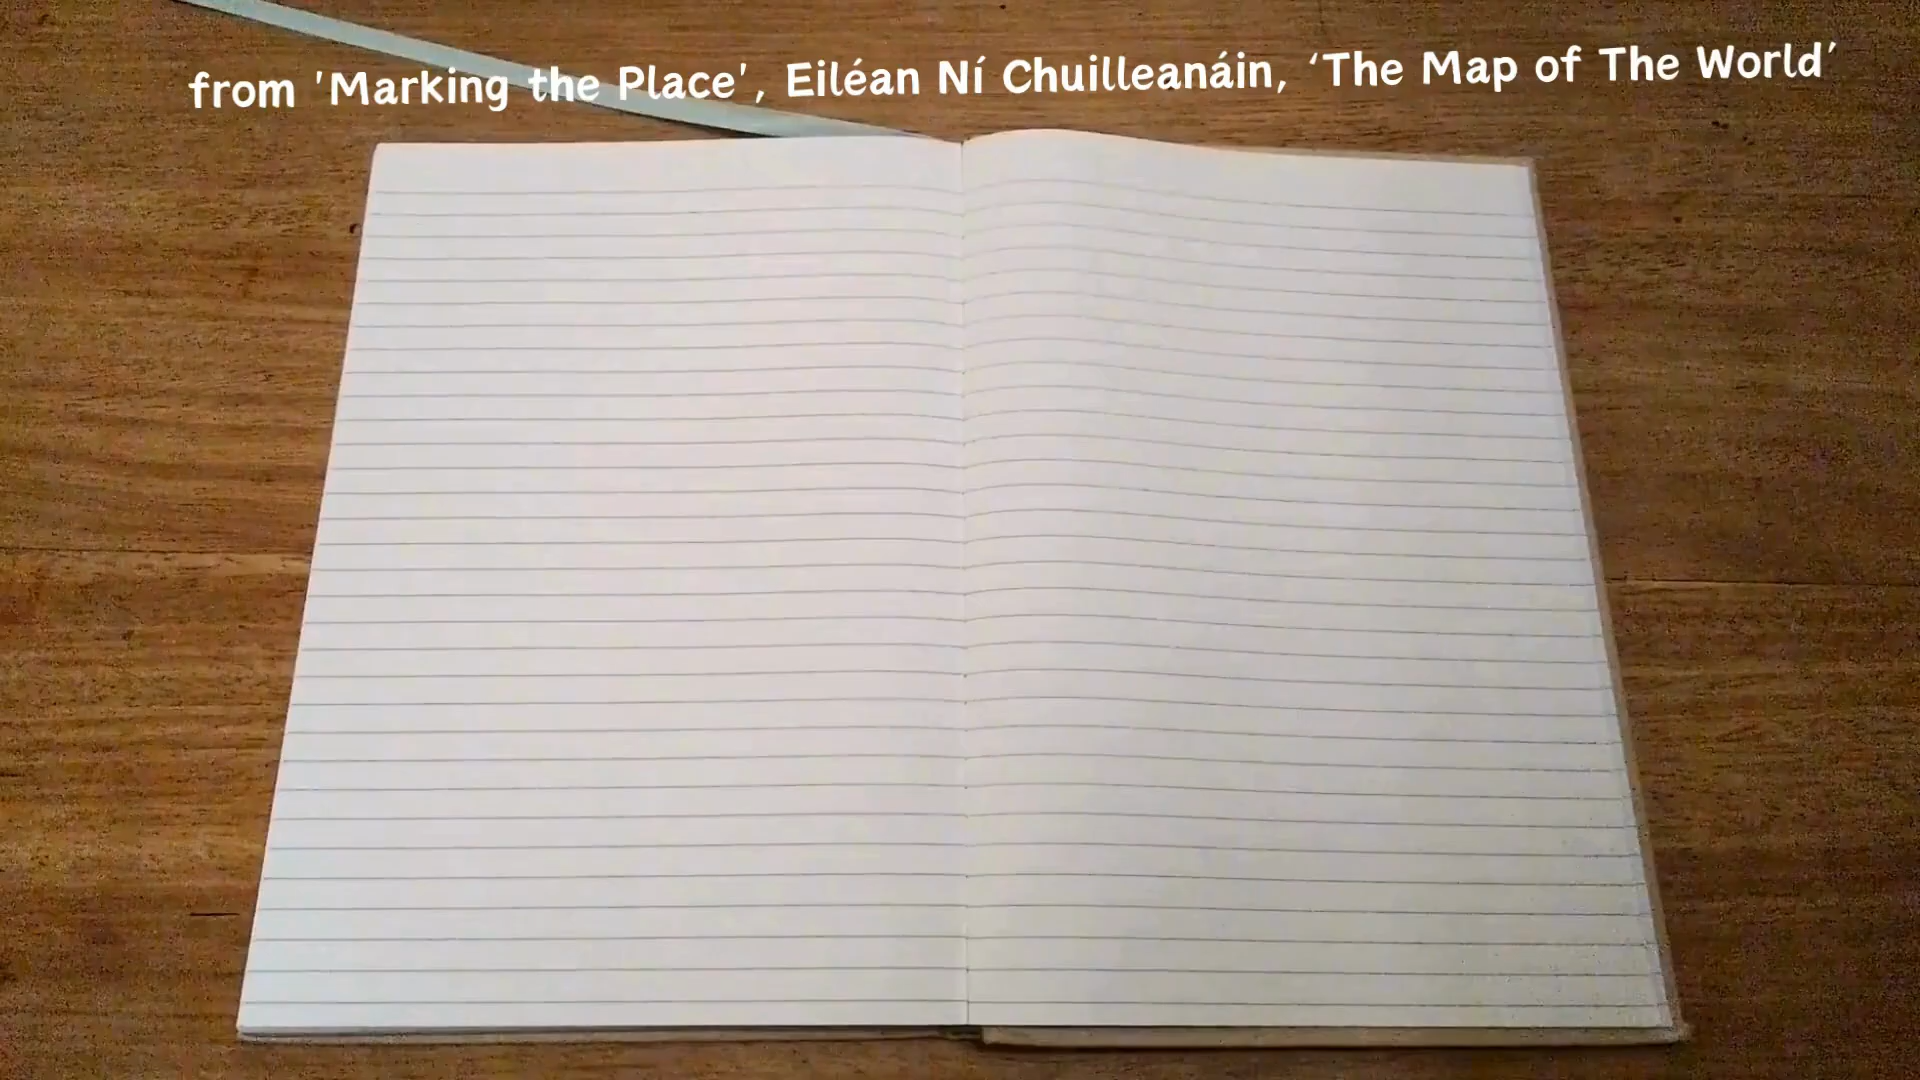 from 'Marking the Place', Eiléan Ní Chuilleanáin, ‘The Map of The World’